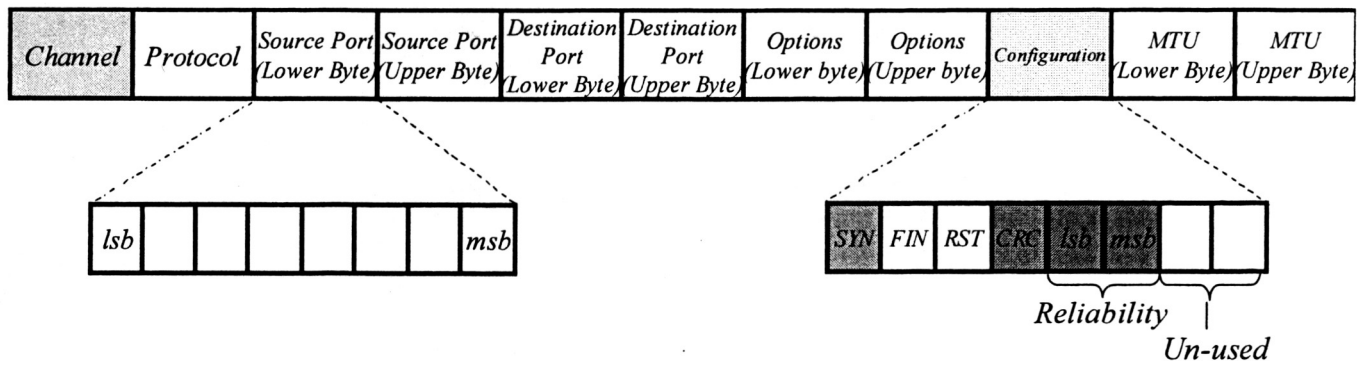 Channel
Protocol
Source Port
(Lower Byte)
Source Port
(Upper Byte)
Destination
Port
(Lower Byte)
Destination
Port
(Upper Byte)
Options
(Lower byte)
Options
(Upper byte)
Configuration
MTU
(Lower Byte)
MTU
(Upper Byte)
lsb
msb
SYN
FIN
RST
CRC
lsb
msb
Reliability
Un-used